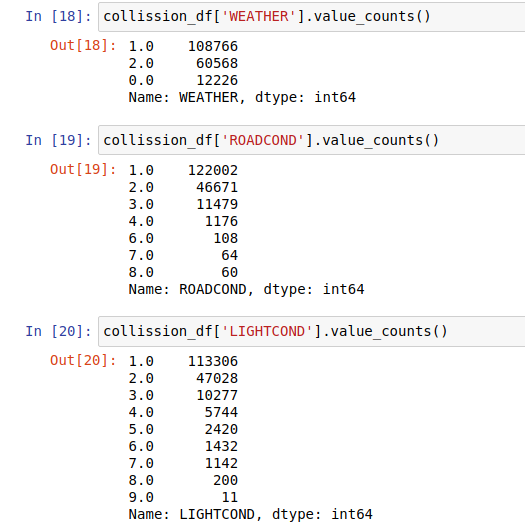 In [18]: collission_df['WEATHER'].value_counts()
Out[18]: 1.0    108766
2.0     60568
0.0     12226
Name: WEATHER, dtype: int64
In [19]: collission_df['ROADCOND'].value_counts()
Out[19]: 1.0    122002
2.0     46671
3.0     11479
4.0      1176
6.0       108
7.0        64
8.0        60
Name: ROADCOND, dtype: int64
In [20]: collission_df['LIGHTCOND'].value_counts()
Out[20]: 1.0    113306
2.0     47028
3.0     10277
4.0      5744
5.0      2420
6.0      1432
7.0      1142
8.0       200
9.0        11
Name: LIGHTCOND, dtype: int64